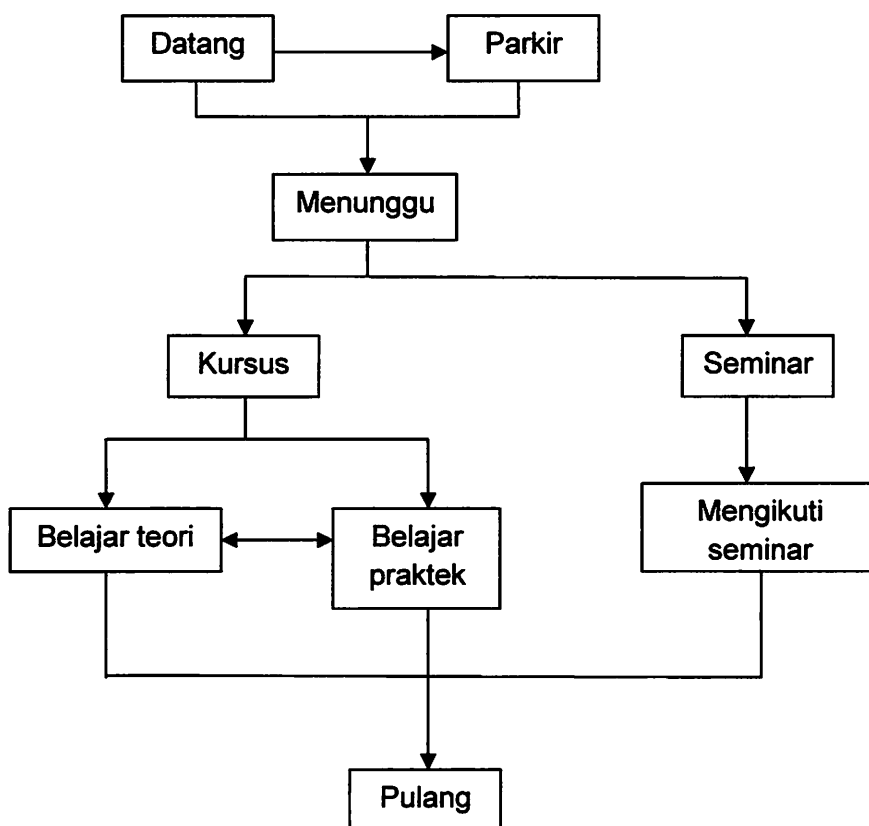 Datang
Parkir
Menunggu
Kursus
Seminar
Belajar teori
Belajar
praktek
Mengikuti
seminar
Pulang